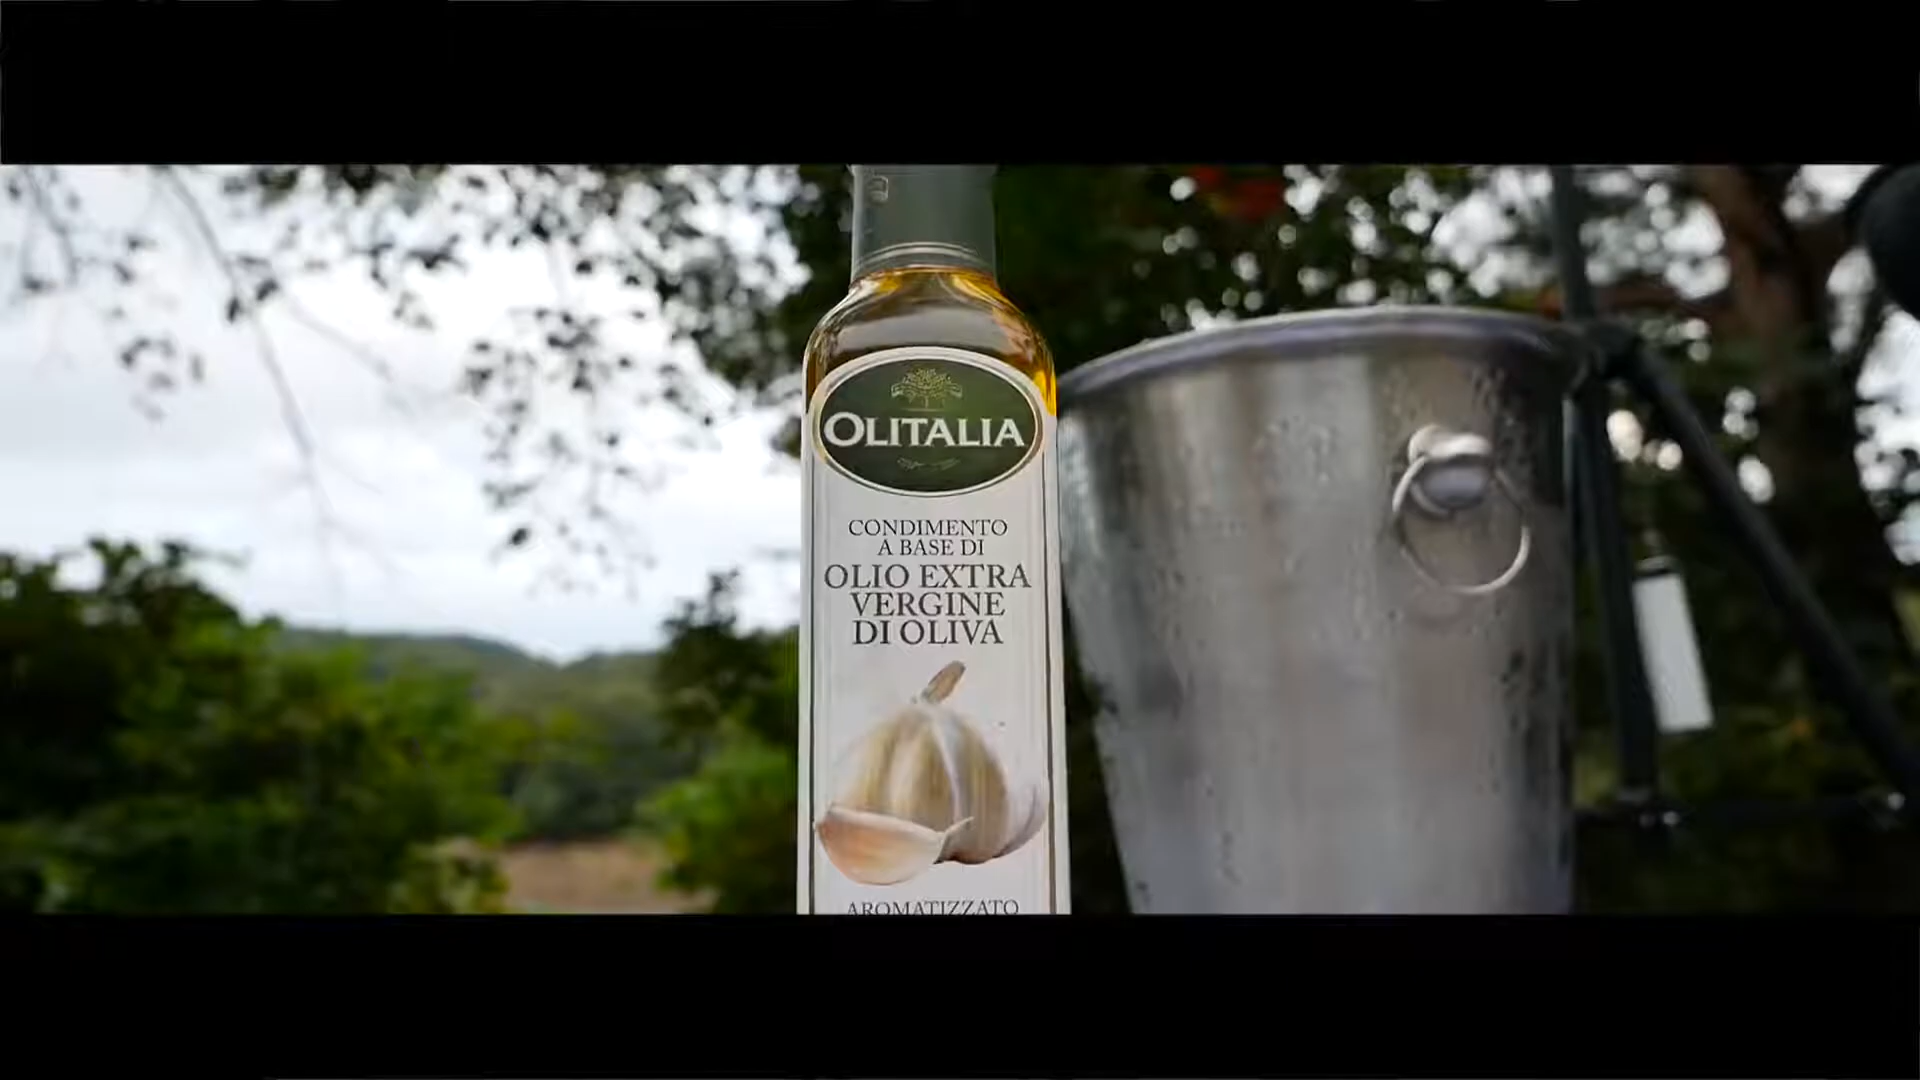 OLITALIA
CONDIMENTO
A BASE DI
OLIO EXTRA
VERGINE
DI OLIVA
AROMATIZZATO